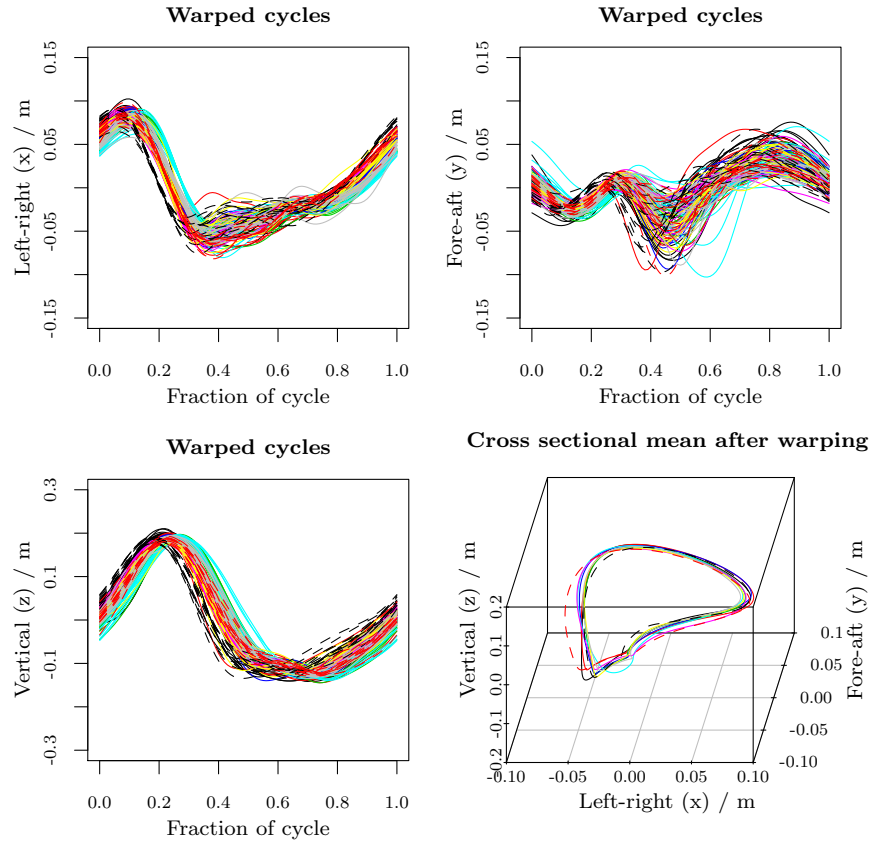 Warped cycles
0.15
0.05
-0.05
-0.15
Left-right (x) / m
0.0 0.2 0.4 0.6 0.8 1.0
Fraction of cycle
Warped cycles
0.15
0.05
-0.05
-0.15
Fore-aft (y) / m
0.0 0.2 0.4 0.6 0.8 1.0
Fraction of cycle
Warped cycles
0.3
0.1
-0.1
-0.3
Vertical (z) / m
0.0 0.2 0.4 0.6 0.8 1.0
Fraction of cycle
Cross sectional mean after warping
Vertical (z) / m
0.2
0.1
0.0
-0.1
-0.2
-0.10 -0.05 0.00 0.05 0.10
Left-right (x) / m
0.1
0.05
0.00
-0.05
-0.10
Fore-aft (y) / m